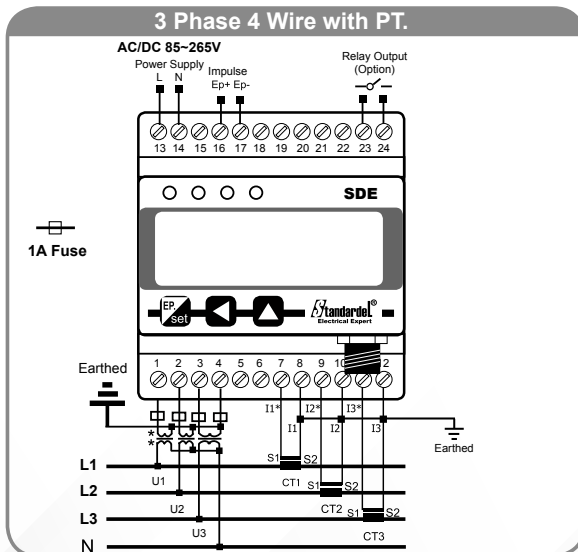 3 Phase 4 Wire with PT.
AC/DC 85~265V
Power Supply
L N
Impulse
Ep+ Ep-
Relay Output
(Option)
13 14 15 16 17 18 19 20 21 22 23 24
SDE
1A Fuse
EP.
set
Standardel®
Electrical Expert
1 2 3 4 5 6 7 8 9 10 2
Earthed
I1* I2* I3*
I1 I2 I3
Earthed
*
*
S1 S2
L1
U1
CT1
S1 S2
L2
U2
CT2
S1 S2
L3
U3
CT3
N